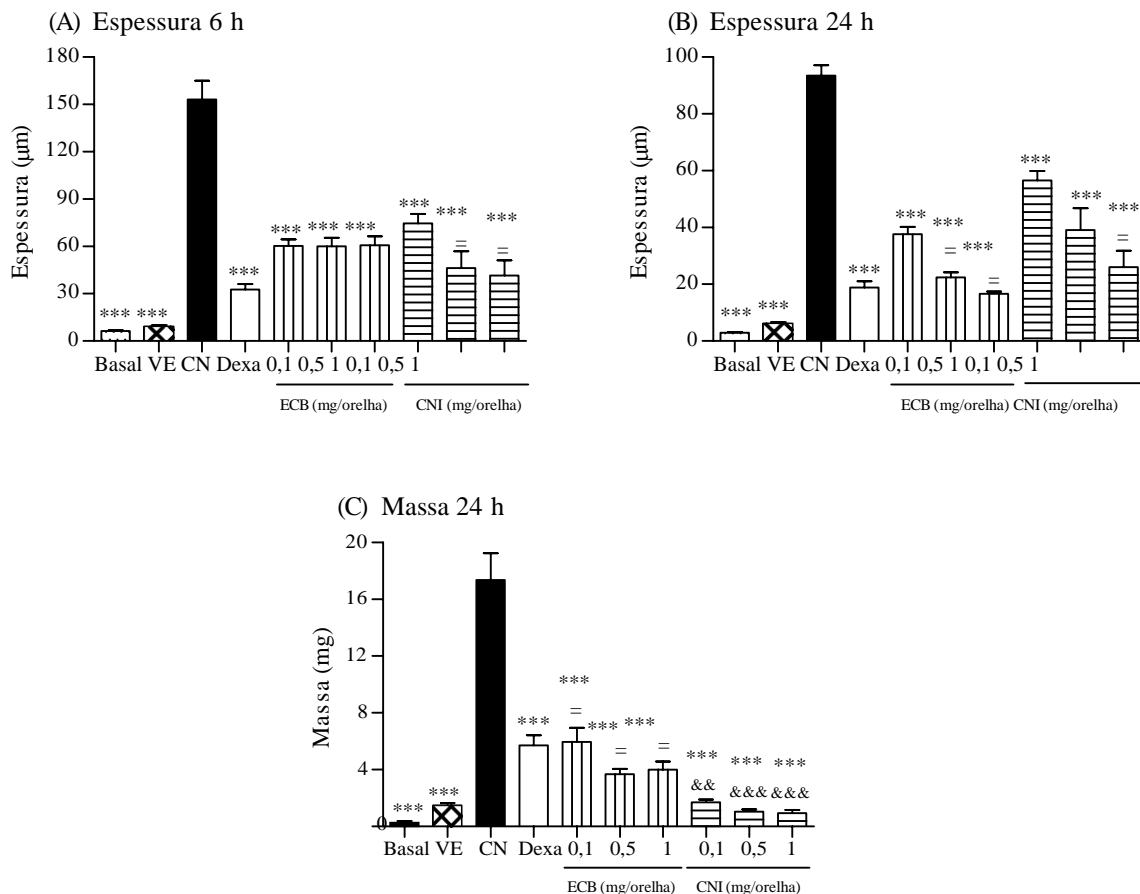 (A) Espessura 6 h
Espessura (μm)
180
150
120
90
60
30
0
*** *** *** *** *** *** *** *** ***
= =
Basal VE CN Dexa 0,1 0,5 1 0,1 0,5 1
ECB (mg/orelha) CNI (mg/orelha)
(B) Espessura 24 h
Espessura (μm)
100
80
60
40
20
0
*** *** *** *** *** *** *** *** ***
= = =
Basal VE CN Dexa 0,1 0,5 1 0,1 0,5 1
ECB (mg/orelha) CNI (mg/orelha)
(C) Massa 24 h
Massa (mg)
20
16
12
8
4
0
*** *** *** *** *** *** *** *** ***
= = = && &&& &&&
Basal VE CN Dexa 0,1 0,5 1 0,1 0,5 1
ECB (mg/orelha) CNI (mg/orelha)